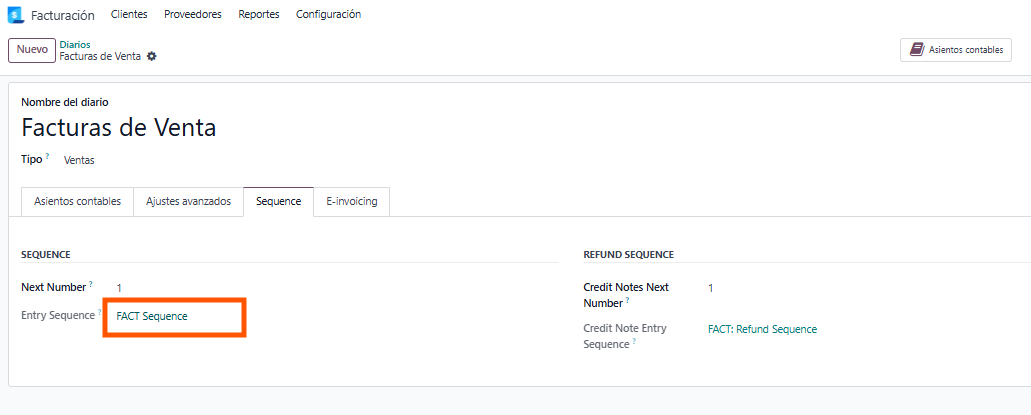 Facturación Clientes Proveedores Reportes Configuración
Nuevo
Diarios
Facturas de Venta
Asientos contables
Nombre del diario
Facturas de Venta
Tipo ? Ventas
Asientos contables Ajustes avanzados Sequence E-invoicing
SEQUENCE
Next Number ? 1
Entry Sequence ? FACT Sequence
REFUND SEQUENCE
Credit Notes Next
Number ? 1
Credit Note Entry
Sequence ? FACT: Refund Sequence